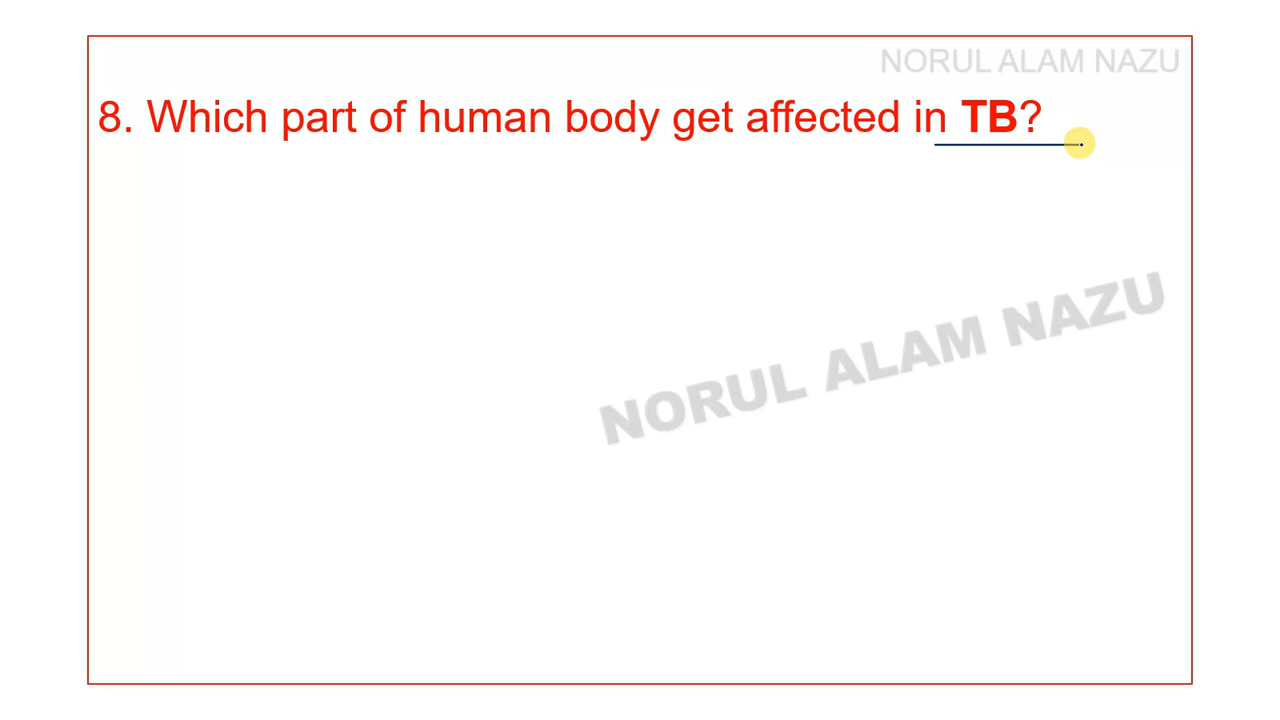 NORUL ALAM NAZU
8. Which part of human body get affected in TB?
NORUL ALAM NAZU